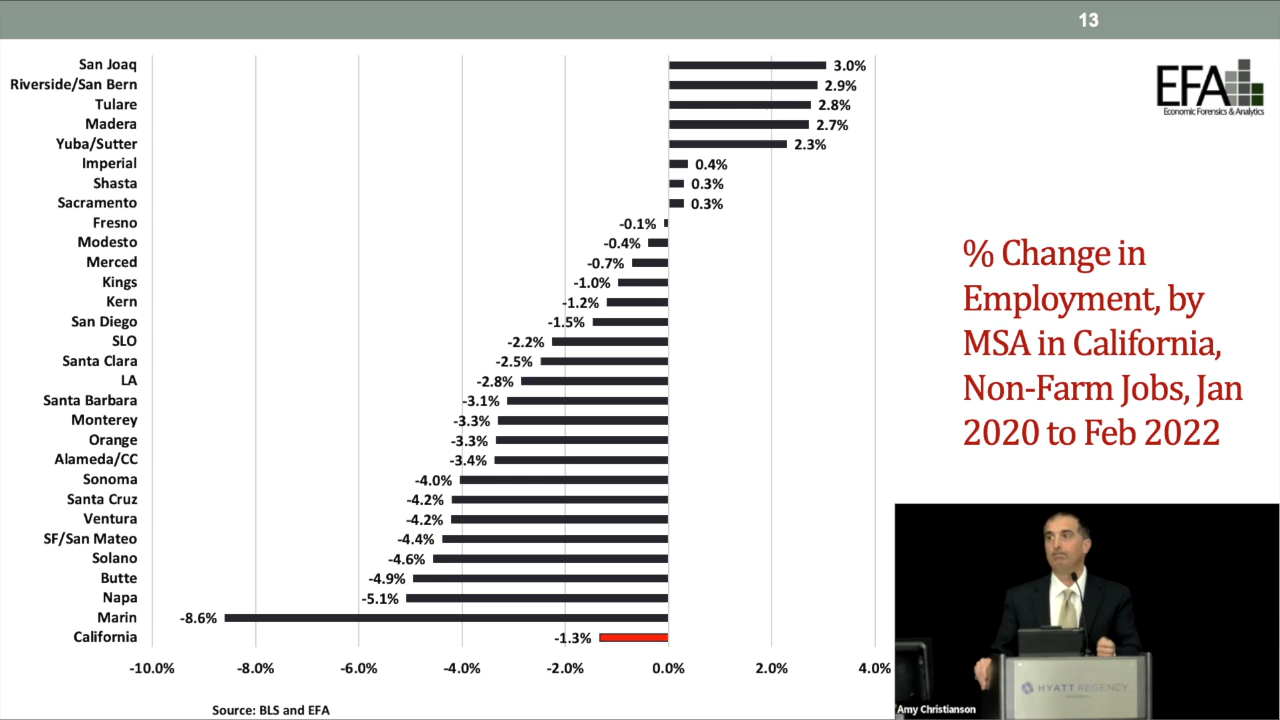 13
San Joaq 3.0%
Riverside/San Bern 2.9%
Tulare 2.8%
Madera 2.7%
Yuba/Sutter 2.3%
Imperial 0.4%
Shasta 0.3%
Sacramento 0.3%
Fresno -0.1%
Modesto -0.4%
Merced -0.7%
Kings -1.0%
Kern -1.2%
San Diego -1.5%
SLO -2.2%
Santa Clara -2.5%
LA -2.8%
Santa Barbara -3.1%
Monterey -3.3%
Orange -3.3%
Alameda/CC -3.4%
Sonoma -4.0%
Santa Cruz -4.2%
Ventura -4.2%
SF/San Mateo -4.4%
Solano -4.6%
Butte -4.9%
Napa -5.1%
Marin -8.6%
California -1.3%
-10.0% -8.0% -6.0% -4.0% -2.0% 0.0% 2.0% 4.0%
Source: BLS and EFA
EFA
Economic Forensics & Analytics
% Change in
Employment, by
MSA in California,
Non-Farm Jobs, Jan
2020 to Feb 2022
HYATT REGENCY
Amy Christianson